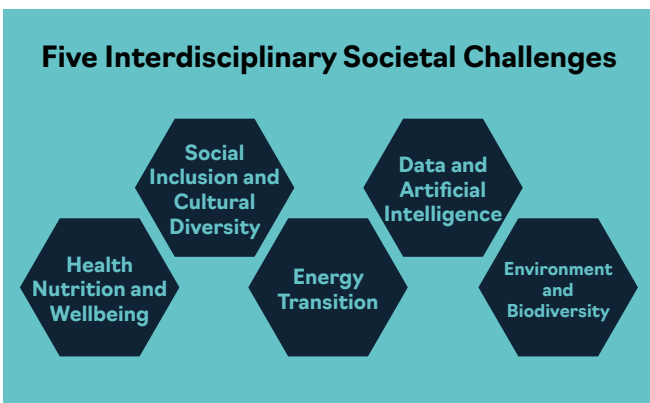 Five Interdisciplinary Societal Challenges
Health
Nutrition and
Wellbeing
Social
Inclusion and
Cultural
Diversity
Energy
Transition
Data and
Artificial
Intelligence
Environment
and
Biodiversity